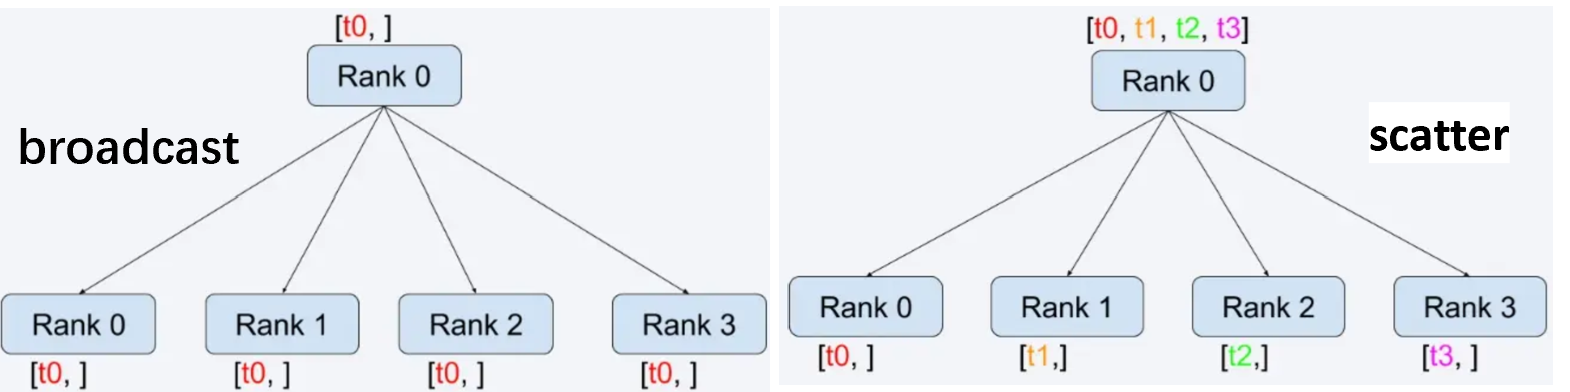 [t0, ]
Rank 0
broadcast
Rank 0 Rank 1 Rank 2 Rank 3
[t0, ] [t0, ] [t0, ] [t0, ]
[t0, t1, t2, t3]
Rank 0
scatter
Rank 0 Rank 1 Rank 2 Rank 3
[t0, ] [t1,] [t2,] [t3, ]